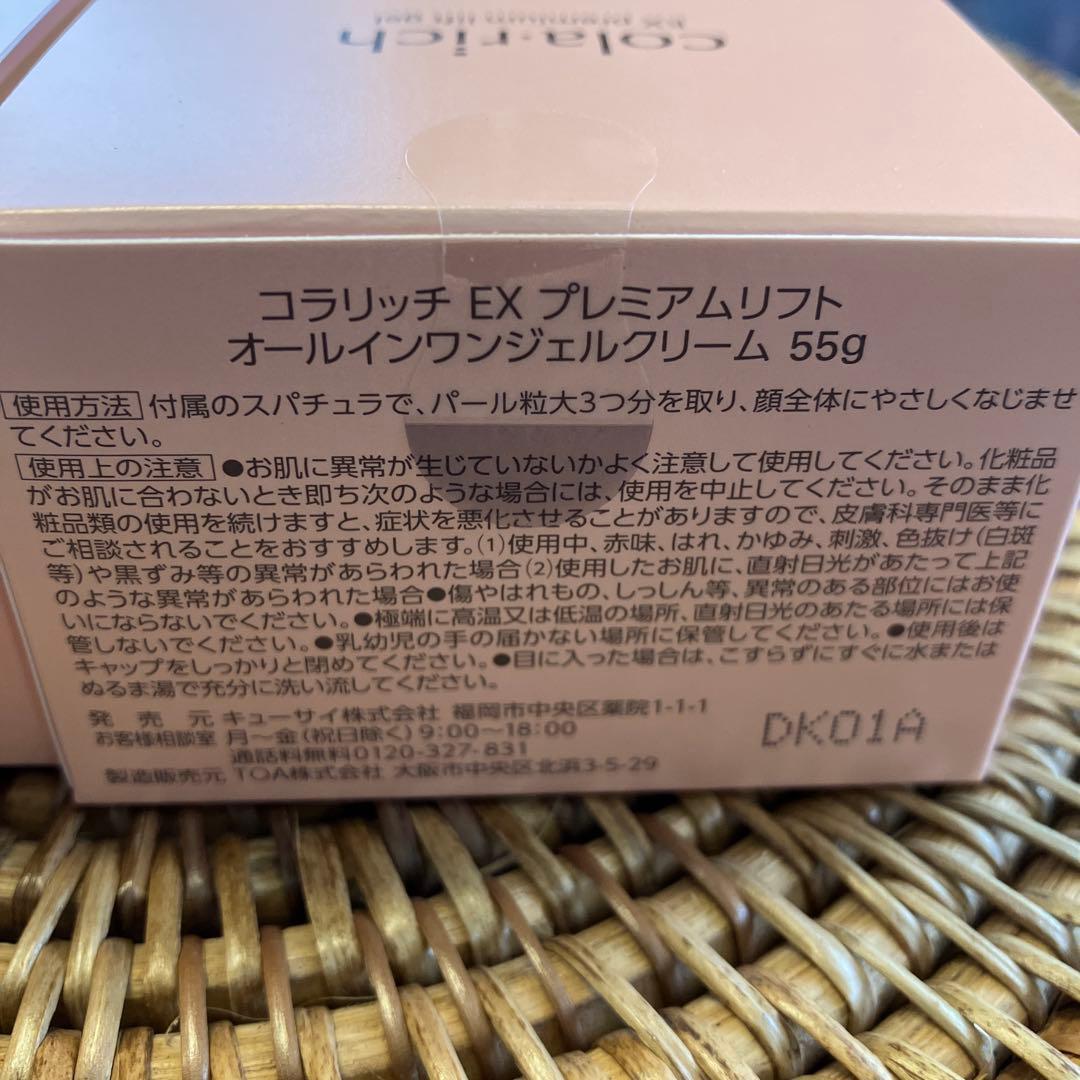 cola・rich
EX premium lift gel
コラリッチ EX プレミアムリフト
オールインワンジェルクリーム 55g
使用方法 付属のスパチュラで、パール粒大3つ分を取り、顔全体にやさしくなじませ
てください。
使用上の注意 ●お肌に異常が生じていないかよく注意して使用してください。化粧品
がお肌に合わないとき即ち次のような場合には、使用を中止してください。そのまま化
粧品類の使用を続けますと、症状を悪化させることがありますので、皮膚科専門医等に
ご相談されることをおすすめします。(1)使用中、赤味、はれ、かゆみ、刺激、色抜け(白斑
等)や黒ずみ等の異常があらわれた場合(2)使用したお肌に、直射日光があたって上記
のような異常があらわれた場合●傷やはれもの、しっしん等、異常のある部位にはお使
いにならないでください。●極端に高温又は低温の場所、直射日光のあたる場所には保
管しないでください。●乳幼児の手の届かない場所に保管してください。●使用後は
キャップをしっかりと閉めてください。●目に入った場合は、こすらずにすぐに水または
ぬるま湯で充分に洗い流してください。
発売元 キューサイ株式会社 福岡市中央区薬院1-1-1
お客様相談室 月〜金(祝日除く)9:00〜18:00
通話料無料0120-327-831
製造販売元 TOA株式会社 大阪市中央区北浜3-5-29
DK01A